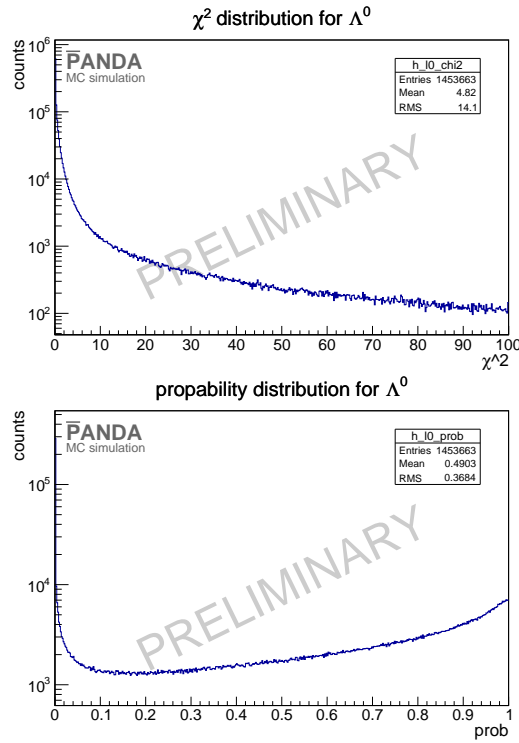 χ² distribution for Λ⁰
counts
P̅ANDA
MC simulation
h_l0_chi2
Entries 1453663
Mean 4.82
RMS 14.1
PRELIMINARY
10⁶
10⁵
10⁴
10³
10²
0 10 20 30 40 50 60 70 80 90 100
χ^2
propability distribution for Λ⁰
counts
P̅ANDA
MC simulation
h_l0_prob
Entries 1453663
Mean 0.4903
RMS 0.3684
PRELIMINARY
10⁵
10⁴
10³
0 0.1 0.2 0.3 0.4 0.5 0.6 0.7 0.8 0.9 1
prob